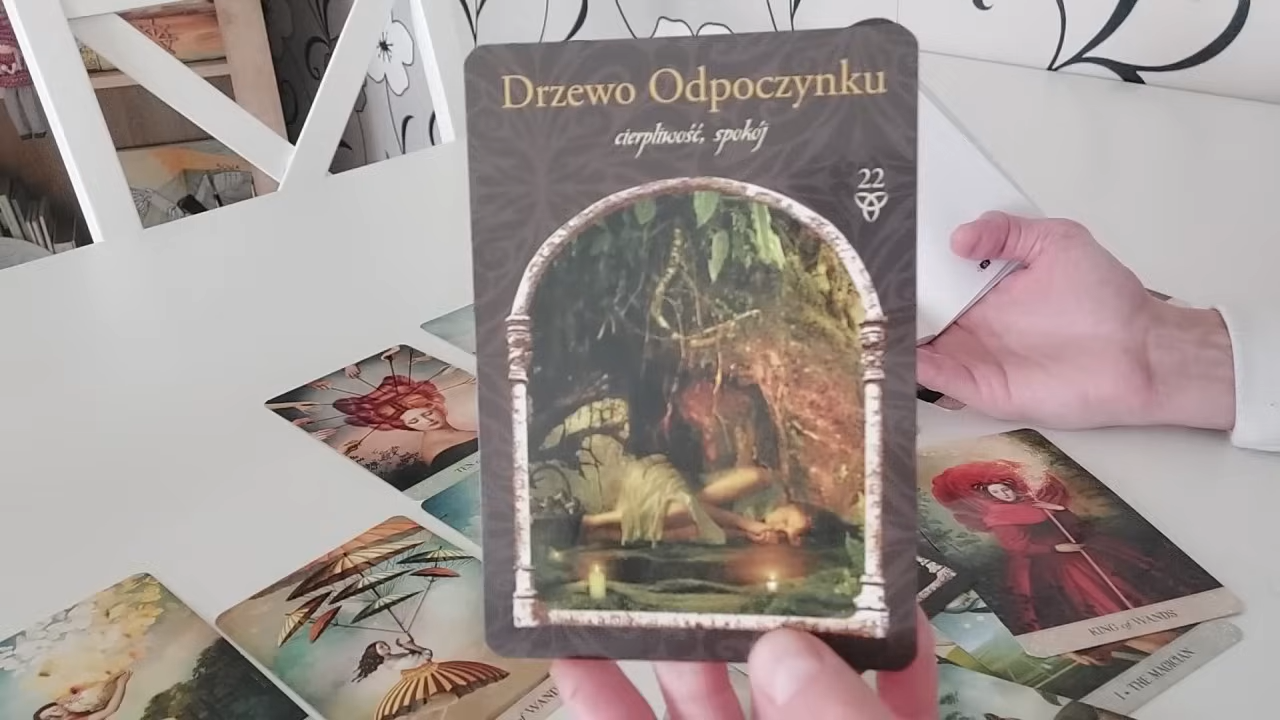 Drzewo Odpoczynku
cierpliwość, spokój
22
KING of WANDS
I • THE MAGICIAN